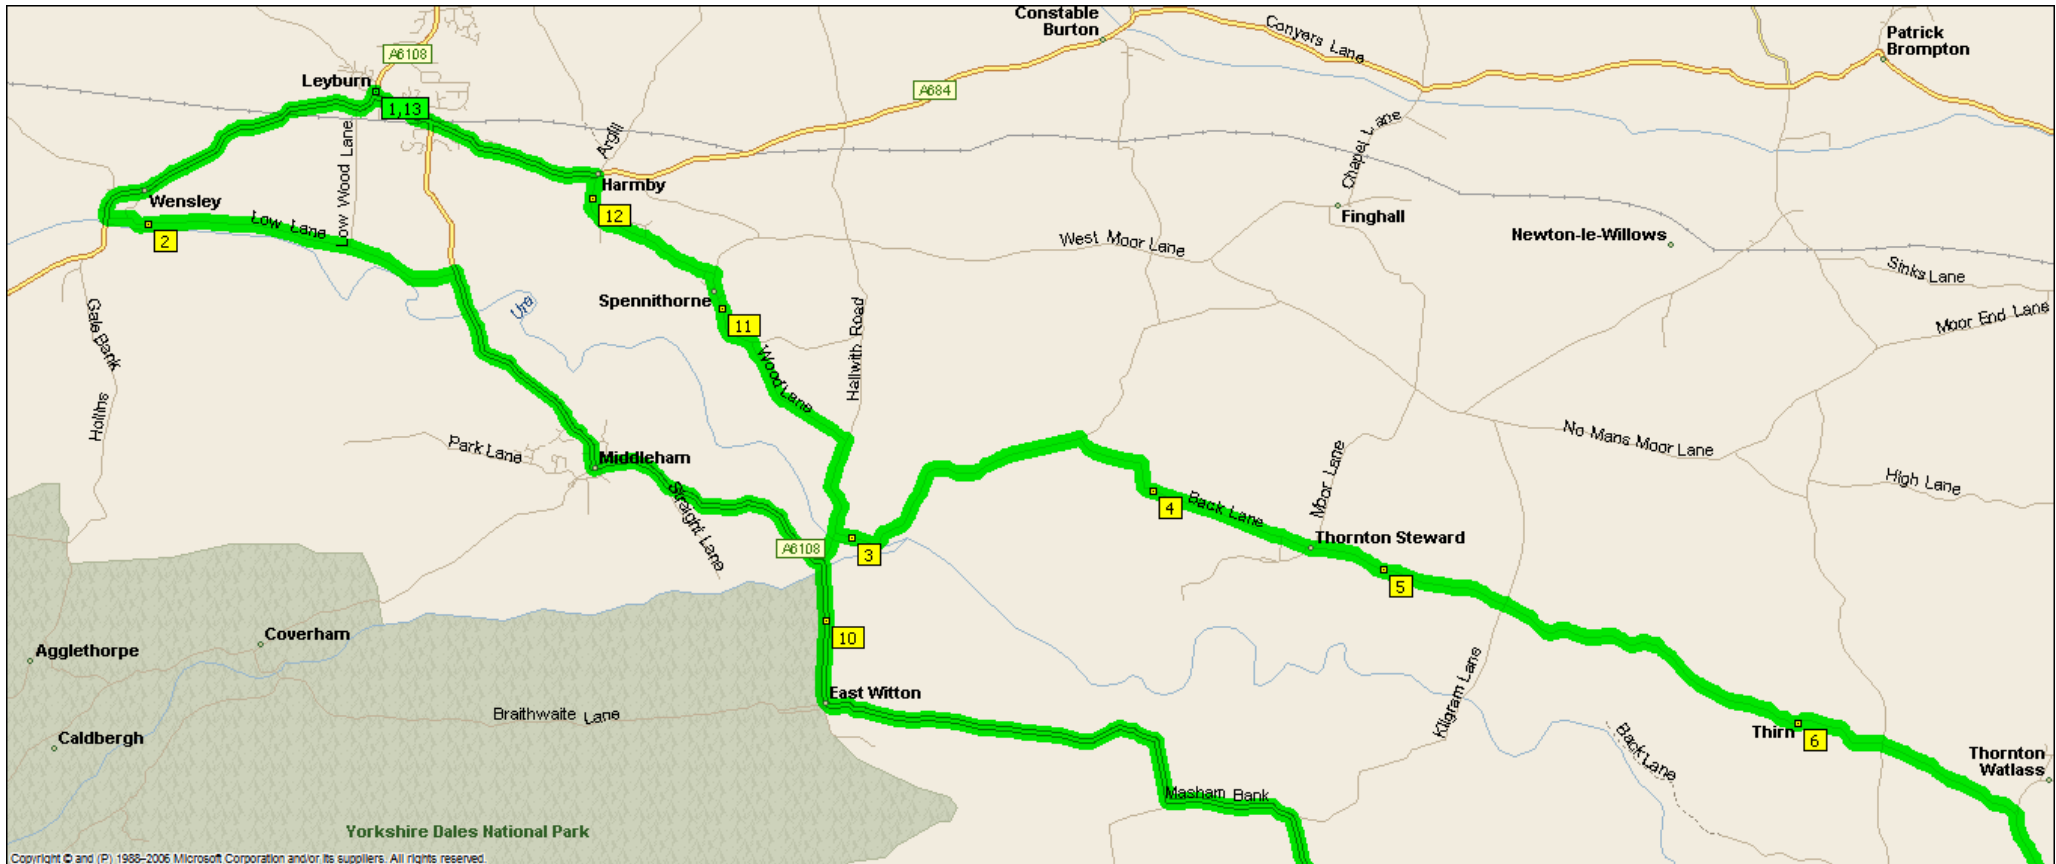 Constable
Burton
Conyers Lane
Patrick
Brompton
A6108
Leyburn
A684
1,13
Argill
Chapel Lane
Low Wood Lane
Harmby
Wensley
12
Finghall
Low Lane
2
West Moor Lane
Newton-le-Willows
Sinks Lane
Ure
Spennithorne
11
Moor End Lane
Gale Bank
Hallwith Road
Wood Lane
Hollins
No Mans Moor Lane
Park Lane
Middleham
Moor Lane
High Lane
Straight Lane
4
Back Lane
A6108
3
Thornton Steward
5
Coverham
10
Agglethorpe
East Witton
Kilgram Lane
Braithwaite Lane
Caldbergh
Back Lane
Thirn
6
Thornton
Watlass
Masham Bank
Yorkshire Dales National Park
Copyright © and (P) 1988–2006 Microsoft Corporation and/or its suppliers. All rights reserved.